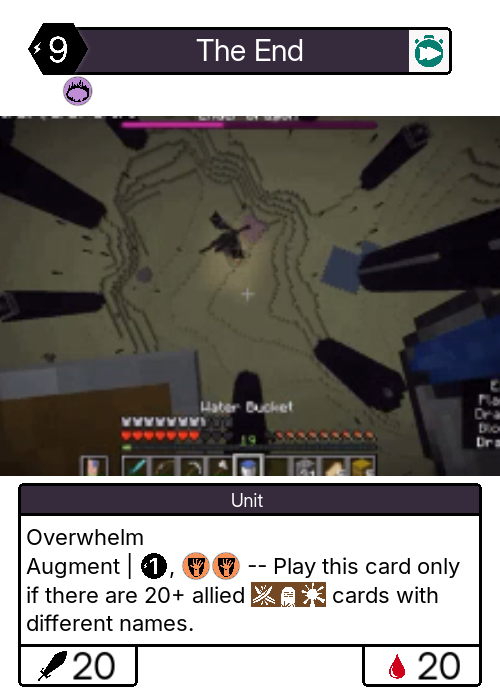 9
The End
Ender Dragon
Water Bucket
19
Unit
Overwhelm
Augment | 1, -- Play this card only
if there are 20+ allied cards with
different names.
20
20